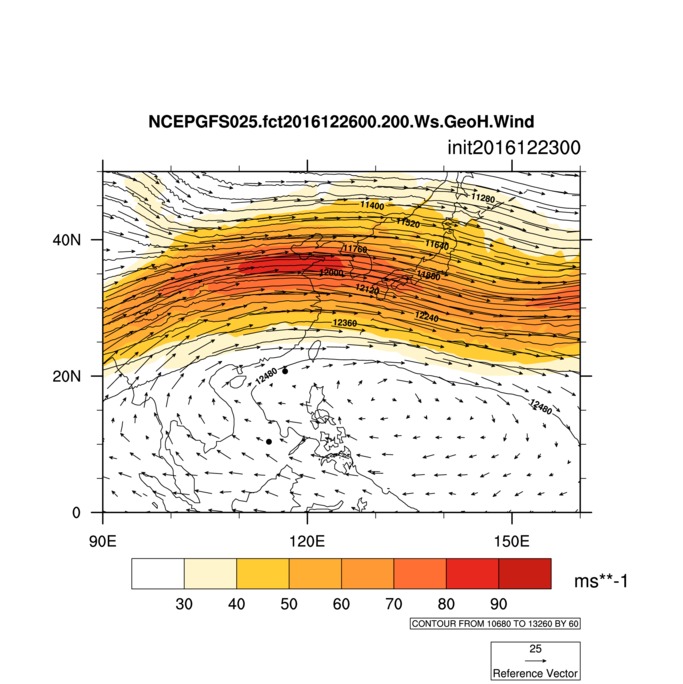 NCEPGFS025.fct2016122600.200.Ws.GeoH.Wind
init2016122300
11280
11400
11520
40N
11640
11760
12000
11880
12120
12240
12360
20N
12480
12480
0
90E 120E 150E
ms**-1
30 40 50 60 70 80 90
CONTOUR FROM 10680 TO 13260 BY 60
25
Reference Vector